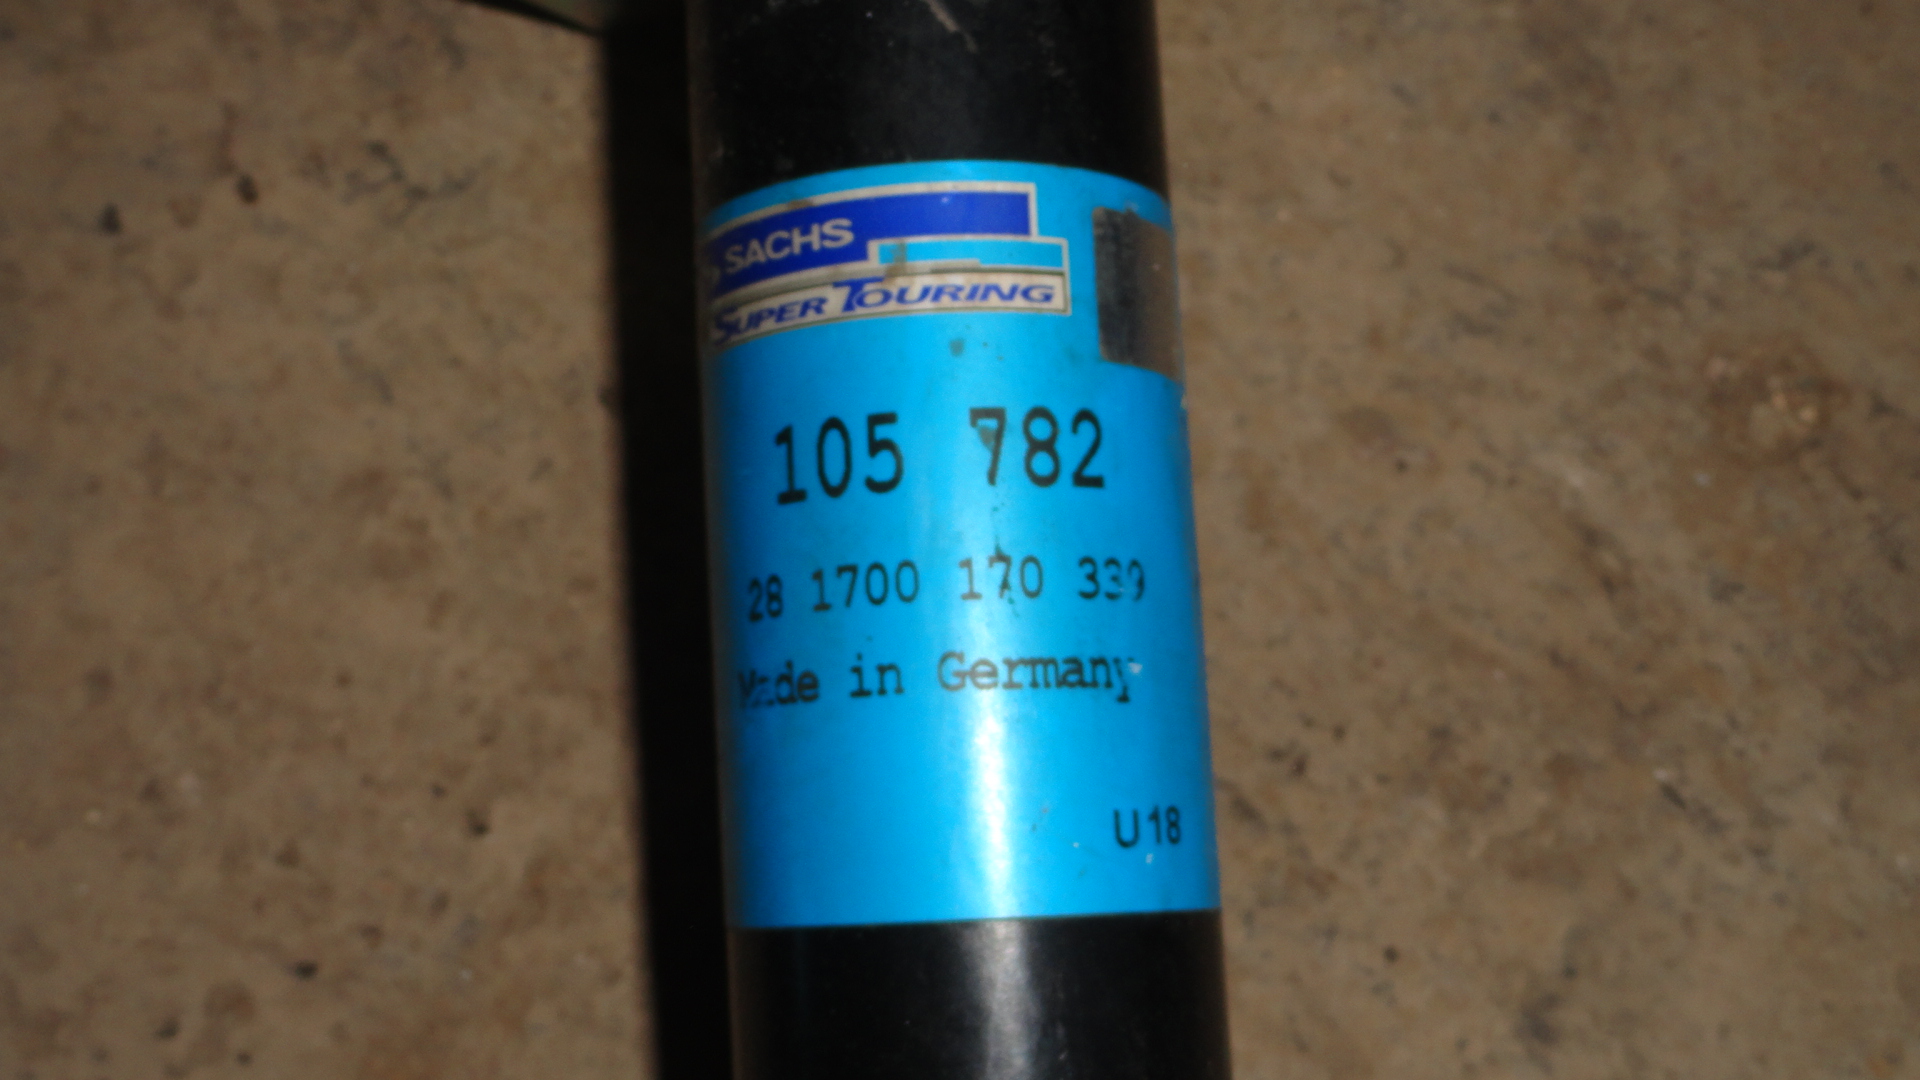 SACHS
SUPER TOURING
105 782
28 1700 170 339
Made in Germany
U18